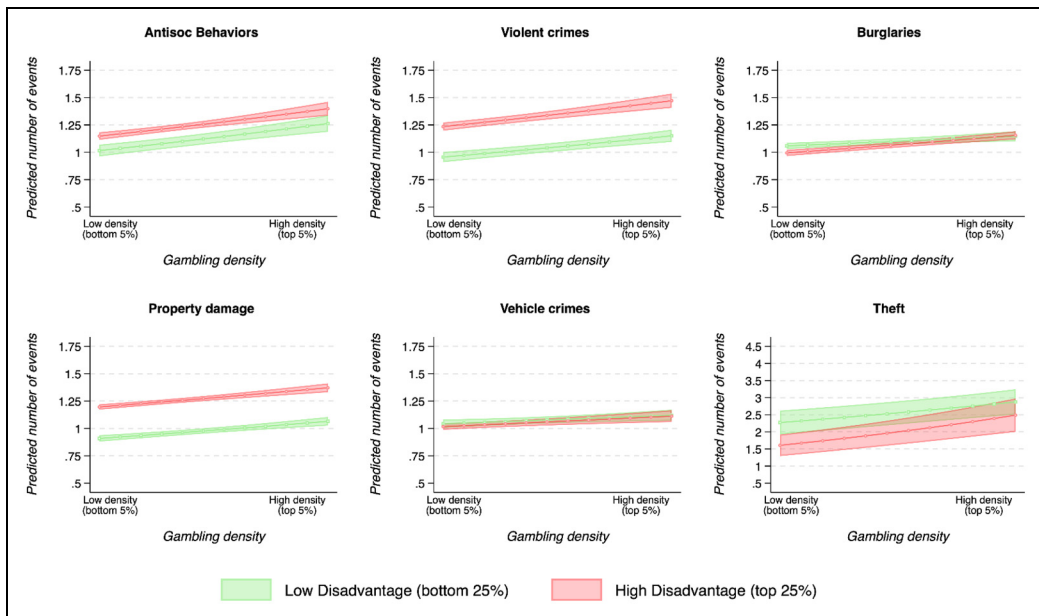 Antisoc Behaviors
Predicted number of events
1.75
1.5
1.25
1
.75
.5
Low density
(bottom 5%)
High density
(top 5%)
Gambling density
Violent crimes
Predicted number of events
1.75
1.5
1.25
1
.75
.5
Low density
(bottom 5%)
High density
(top 5%)
Gambling density
Burglaries
Predicted number of events
1.75
1.5
1.25
1
.75
.5
Low density
(bottom 5%)
High density
(top 5%)
Gambling density
Property damage
Predicted number of events
1.75
1.5
1.25
1
.75
.5
Low density
(bottom 5%)
High density
(top 5%)
Gambling density
Vehicle crimes
Predicted number of events
1.75
1.5
1.25
1
.75
.5
Low density
(bottom 5%)
High density
(top 5%)
Gambling density
Theft
Predicted number of events
4.5
4
3.5
3
2.5
2
1.5
1
.5
Low density
(bottom 5%)
High density
(top 5%)
Gambling density
Low Disadvantage (bottom 25%)
High Disadvantage (top 25%)